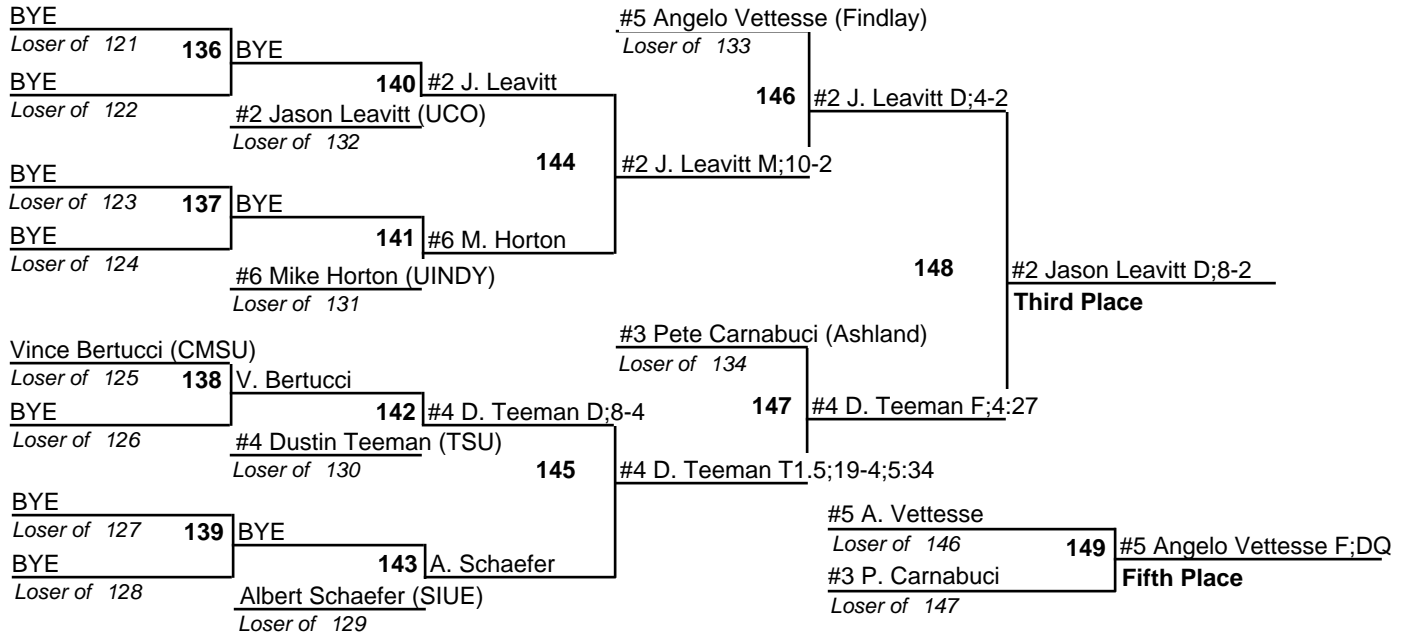 BYE
Loser of 121
136
BYE
BYE
Loser of 122
140
#2 J. Leavitt
#2 Jason Leavitt (UCO)
Loser of 132
BYE
Loser of 123
137
BYE
BYE
Loser of 124
141
#6 M. Horton
#6 Mike Horton (UINDY)
Loser of 131
144
#2 J. Leavitt M;10-2
#5 Angelo Vettesse (Findlay)
Loser of 133
146
#2 J. Leavitt D;4-2
Vince Bertucci (CMSU)
Loser of 125
138
V. Bertucci
BYE
Loser of 126
142
#4 D. Teeman D;8-4
#4 Dustin Teeman (TSU)
Loser of 130
BYE
Loser of 127
139
BYE
BYE
Loser of 128
143
A. Schaefer
Albert Schaefer (SIUE)
Loser of 129
145
#4 D. Teeman T1.5;19-4;5:34
#3 Pete Carnabuci (Ashland)
Loser of 134
147
#4 D. Teeman F;4:27
148
#2 Jason Leavitt D;8-2
Third Place
#5 A. Vettesse
Loser of 146
#3 P. Carnabuci
Loser of 147
149
#5 Angelo Vettesse F;DQ
Fifth Place